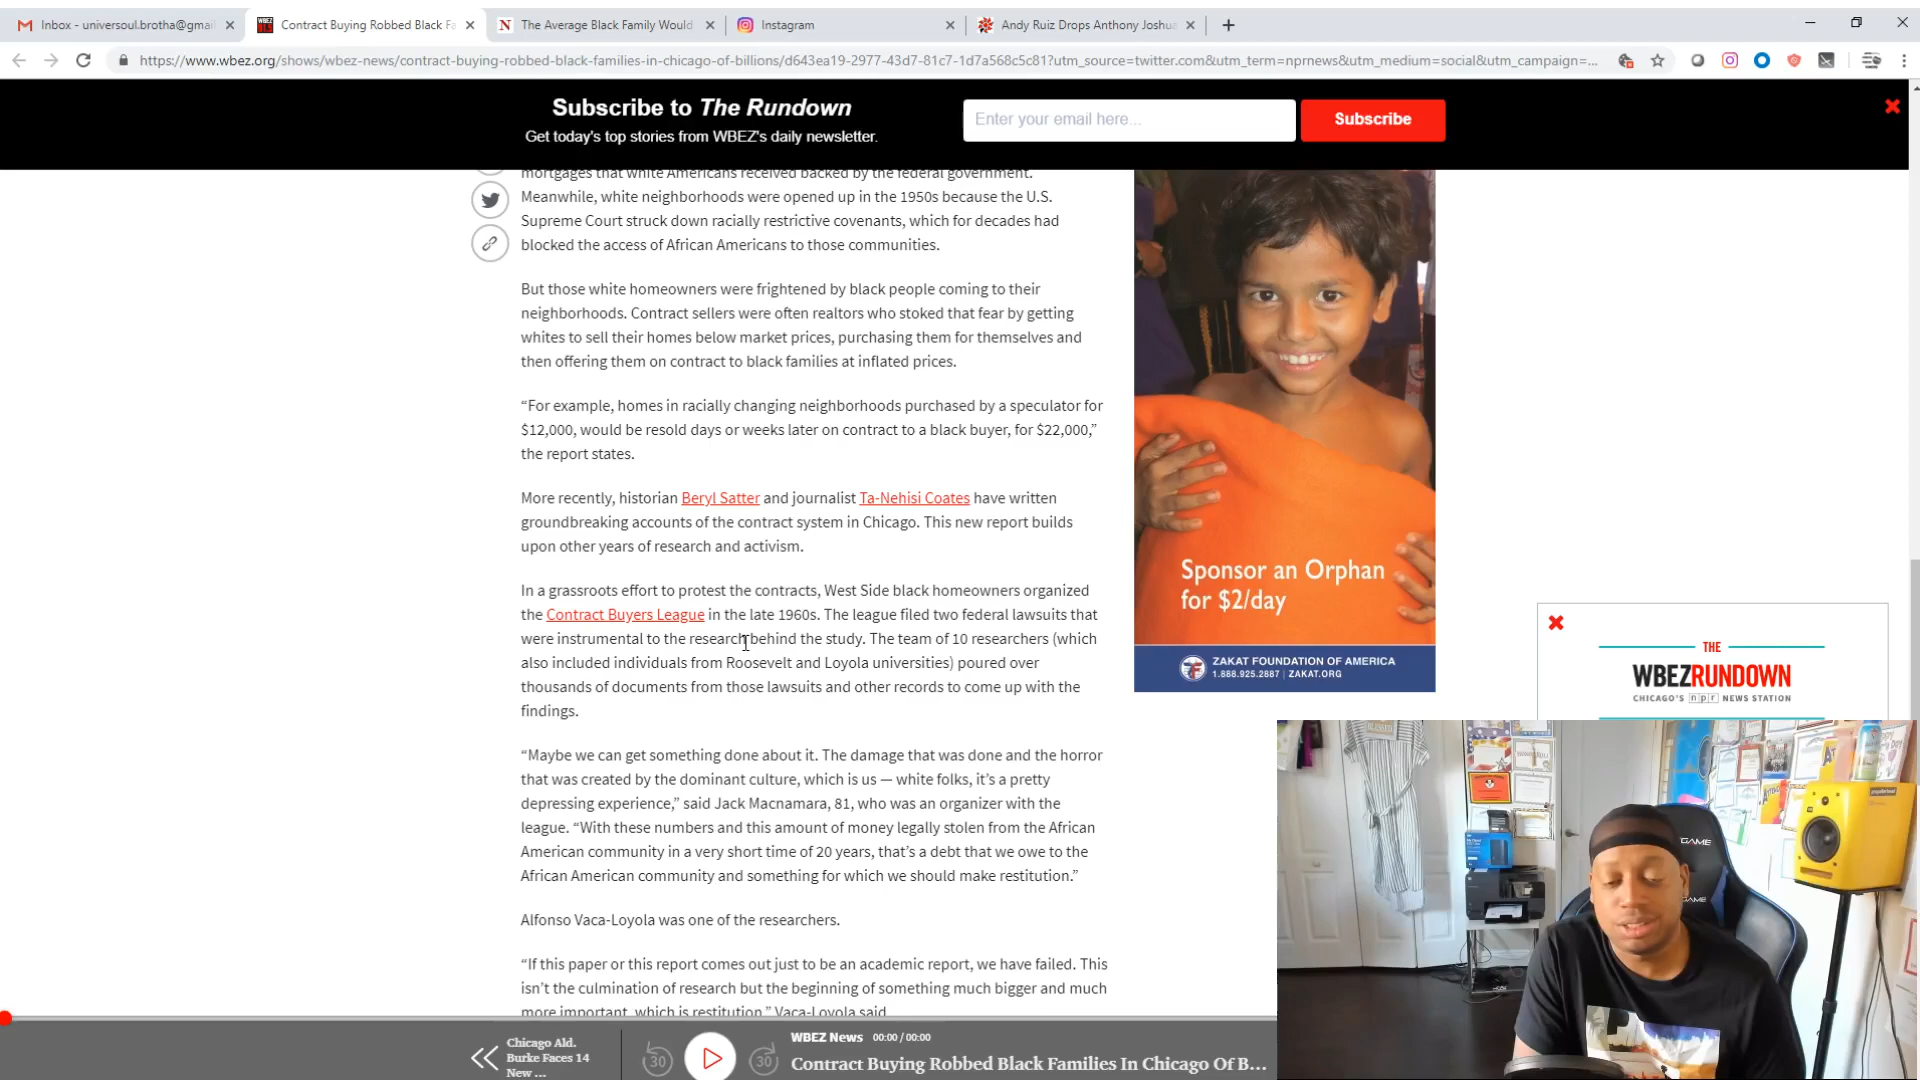 Inbox - universoul.brotha@gmai
Contract Buying Robbed Black Fa
The Average Black Family Would
Instagram
Andy Ruiz Drops Anthony Joshua
https://www.wbez.org/shows/wbez-news/contract-buying-robbed-black-families-in-chicago-of-billions/d643ea19-2977-43d7-81c7-1d7a568c5c81?utm_source=twitter.com&utm_term=nprnews&utm_medium=social&utm_campaign=...
Subscribe to The Rundown
Get today's top stories from WBEZ's daily newsletter.
Enter your email here...
Subscribe
mortgages that white Americans received backed by the federal government.
Meanwhile, white neighborhoods were opened up in the 1950s because the U.S.
Supreme Court struck down racially restrictive covenants, which for decades had
blocked the access of African Americans to those communities.
But those white homeowners were frightened by black people coming to their
neighborhoods. Contract sellers were often realtors who stoked that fear by getting
whites to sell their homes below market prices, purchasing them for themselves and
then offering them on contract to black families at inflated prices.
“For example, homes in racially changing neighborhoods purchased by a speculator for
$12,000, would be resold days or weeks later on contract to a black buyer, for $22,000,”
the report states.
More recently, historian Beryl Satter and journalist Ta-Nehisi Coates have written
groundbreaking accounts of the contract system in Chicago. This new report builds
upon other years of research and activism.
In a grassroots effort to protest the contracts, West Side black homeowners organized
the Contract Buyers League in the late 1960s. The league filed two federal lawsuits that
were instrumental to the research behind the study. The team of 10 researchers (which
also included individuals from Roosevelt and Loyola universities) poured over
thousands of documents from those lawsuits and other records to come up with the
findings.
“Maybe we can get something done about it. The damage that was done and the horror
that was created by the dominant culture, which is us — white folks, it’s a pretty
depressing experience,” said Jack Macnamara, 81, who was an organizer with the
league. “With these numbers and this amount of money legally stolen from the African
American community in a very short time of 20 years, that’s a debt that we owe to the
African American community and something for which we should make restitution.”
Alfonso Vaca-Loyola was one of the researchers.
“If this paper or this report comes out just to be an academic report, we have failed. This
isn’t the culmination of research but the beginning of something much bigger and much
more important, which is restitution,” Vaca-Loyola said.
Sponsor an Orphan
for $2/day
ZAKAT FOUNDATION OF AMERICA
1.888.925.2887 | ZAKAT.ORG
THE
WBEZRUNDOWN
CHICAGO'S npr NEWS STATION
GAME
GAME
Chicago Ald.
Burke Faces 14
New ...
30
30
WBEZ News 00:00 / 00:00
Contract Buying Robbed Black Families In Chicago Of B...